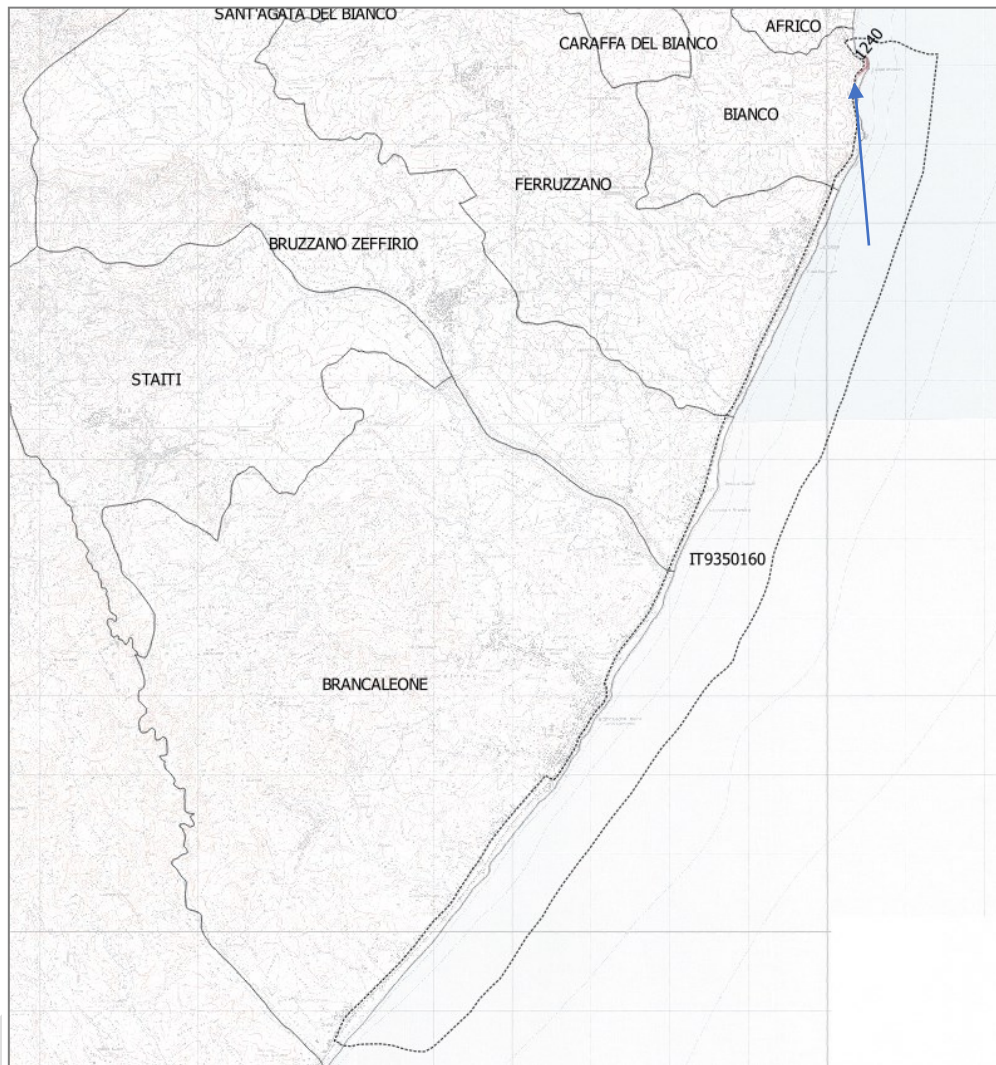 SANT'AGATA DEL BIANCO
AFRICO
1240
CARAFFA DEL BIANCO
BIANCO
FERRUZZANO
BRUZZANO ZEFFIRIO
STAITI
IT9350160
BRANCALEONE